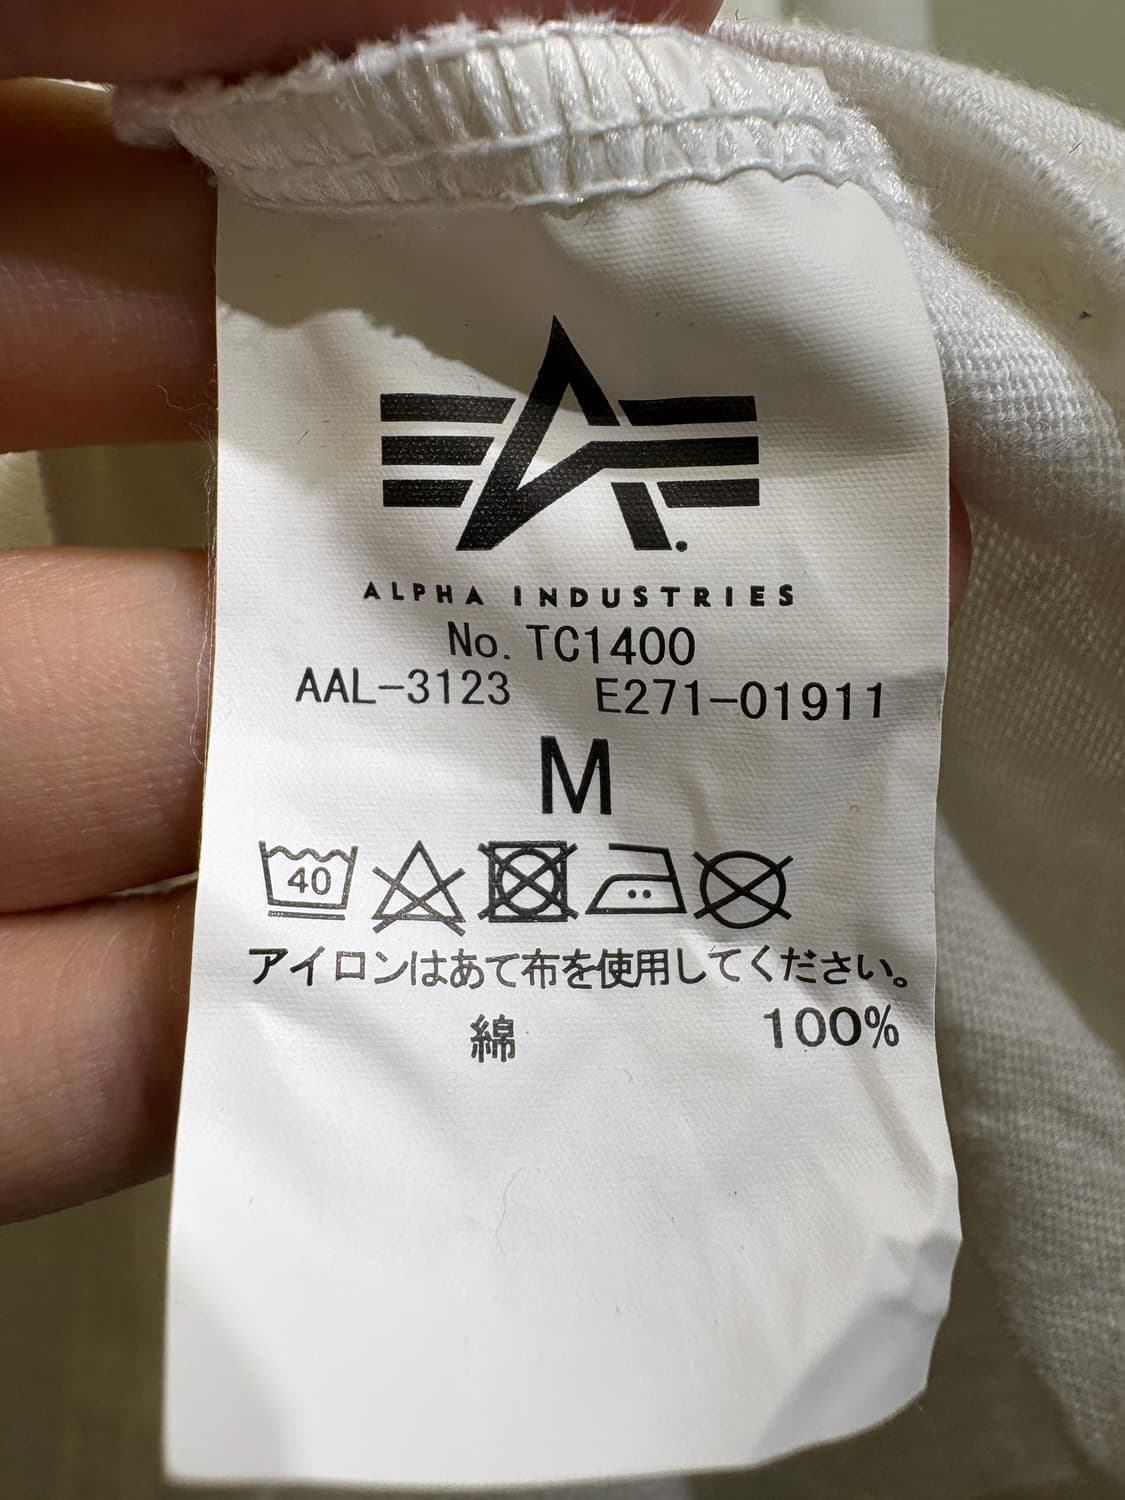 ALPHA INDUSTRIES
No. TC1400
AAL-3123 E271-01911
M
40
アイロンはあて布を使用してください。
綿 100%